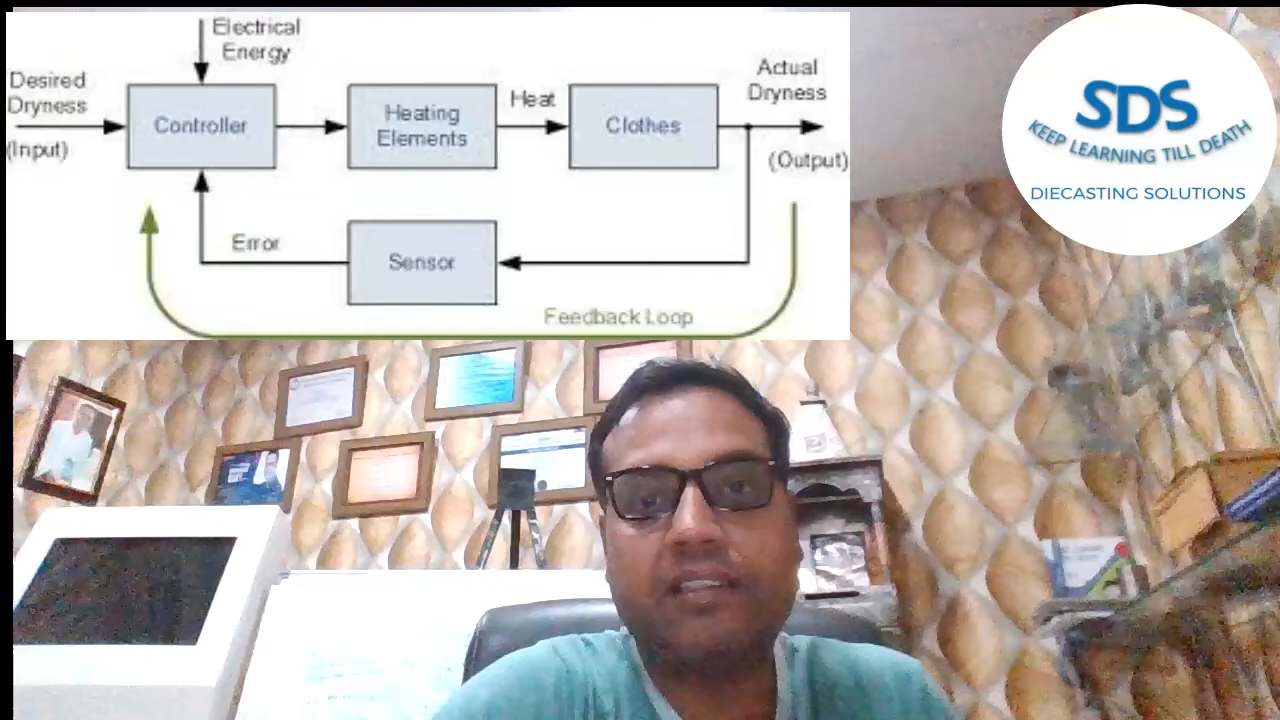 Electrical
Energy
Desired
Dryness
(Input)
Controller
Heating
Elements
Heat
Clothes
Actual
Dryness
(Output)
Error
Sensor
Feedback Loop
SDS
KEEP LEARNING TILL DEATH
DIECASTING SOLUTIONS